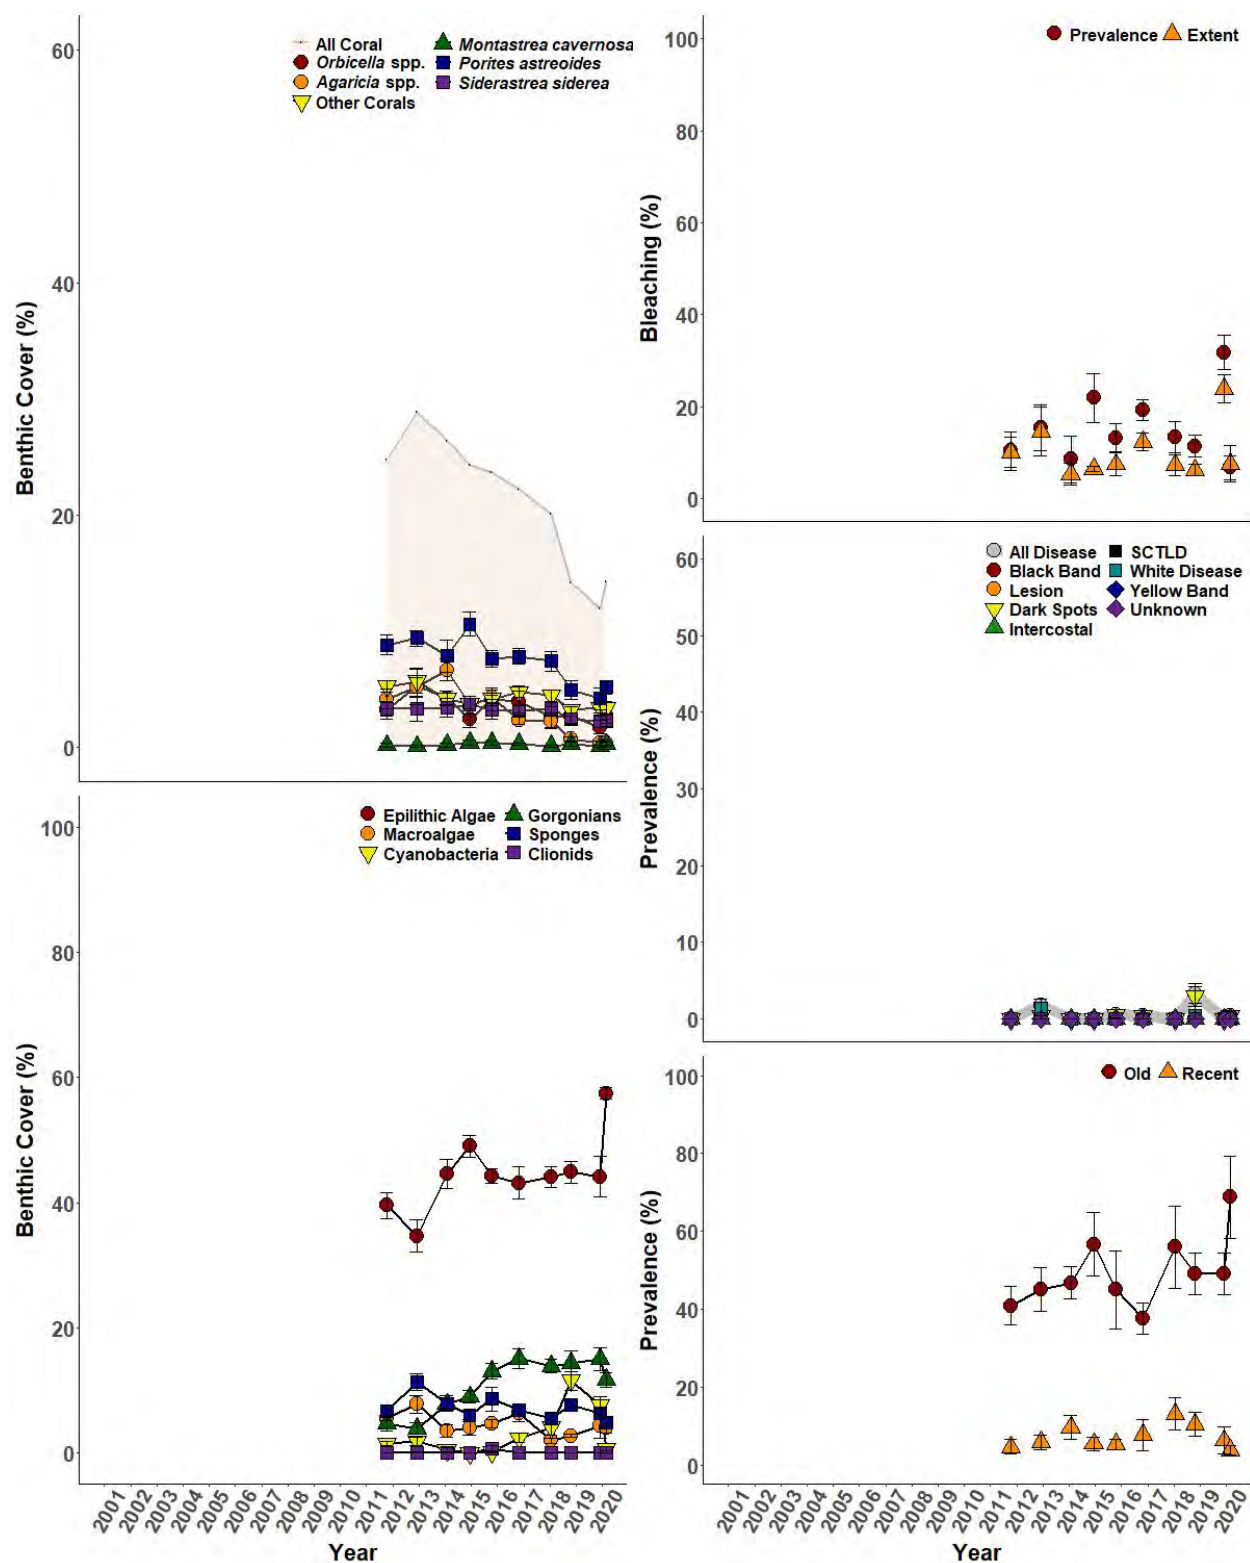 All Coral
Orbicella spp.
Agaricia spp.
Other Corals
Montastrea cavernosa
Porites astreoides
Siderastrea siderea
60
40
20
0
Benthic Cover (%)
Prevalence
Extent
100
80
60
40
20
0
Bleaching (%)
All Disease
Black Band
Lesion
Dark Spots
Intercostal
SCTLD
White Disease
Yellow Band
Unknown
60
50
40
30
20
10
0
Prevalence (%)
Epilithic Algae
Macroalgae
Cyanobacteria
Gorgonians
Sponges
Clionids
100
80
60
40
20
0
Benthic Cover (%)
2001
2002
2003
2004
2005
2006
2007
2008
2009
2010
2011
2012
2013
2014
2015
2016
2017
2018
2019
2020
Year
Old
Recent
100
80
60
40
20
0
Prevalence (%)
2001
2002
2003
2004
2005
2006
2007
2008
2009
2010
2011
2012
2013
2014
2015
2016
2017
2018
2019
2020
Year